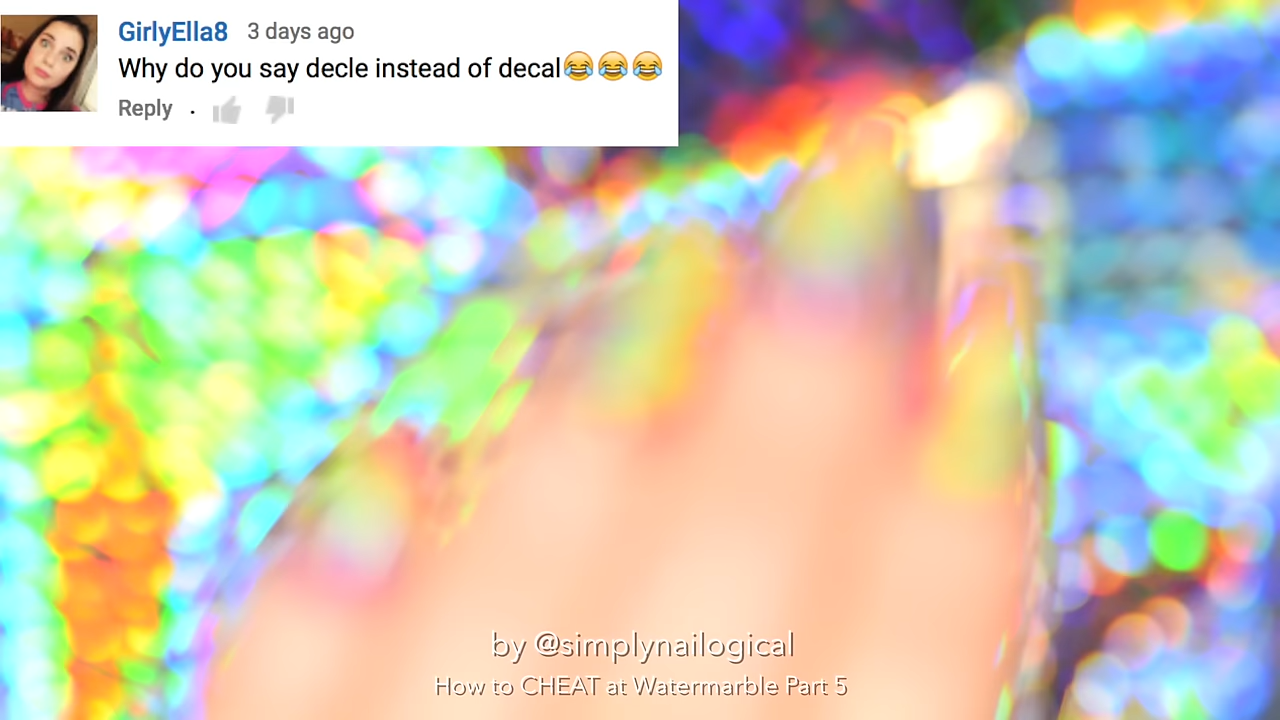 GirlyElla8 3 days ago
Why do you say decle instead of decal😂😂😂
Reply .
by @simplynailogical
How to CHEAT at Watermarble Part 5